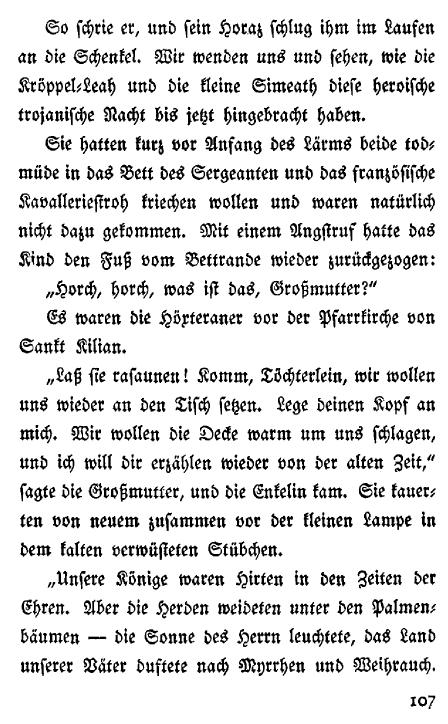 So schrie er, und sein Horaz schlug ihm im Laufen
an die Schenkel. Wir wenden uns und sehen, wie die
Kröppel-Leah und die kleine Simeath diese heroische
trojanische Nacht bis jetzt hingebracht haben.
Sie hatten kurz vor Anfang des Lärms beide tod-
müde in das Bett des Sergeanten und das französische
Kavalleriestroh kriechen wollen und waren natürlich
nicht dazu gekommen. Mit einem Angstruf hatte das
Kind den Fuß vom Bettrande wieder zurückgezogen:
„Horch, horch, was ist das, Großmutter?"
Es waren die Höxteraner vor der Pfarrkirche von
Sankt Kilian.
„Laß sie rasaunen! Komm, Töchterlein, wir wollen
uns wieder an den Tisch setzen. Lege deinen Kopf an
mich. Wir wollen die Decke warm um uns schlagen,
und ich will dir erzählen wieder von der alten Zeit,"
sagte die Großmutter, und die Enkelin kam. Sie kauer-
ten von neuem zusammen vor der kleinen Lampe in
dem kalten verwüsteten Stübchen.
„Unsere Könige waren Hirten in den Zeiten der
Ehren. Aber die Herden weideten unter den Palmen-
bäumen — die Sonne des Herrn leuchtete, das Land
unserer Väter duftete nach Myrrhen und Weihrauch.
107